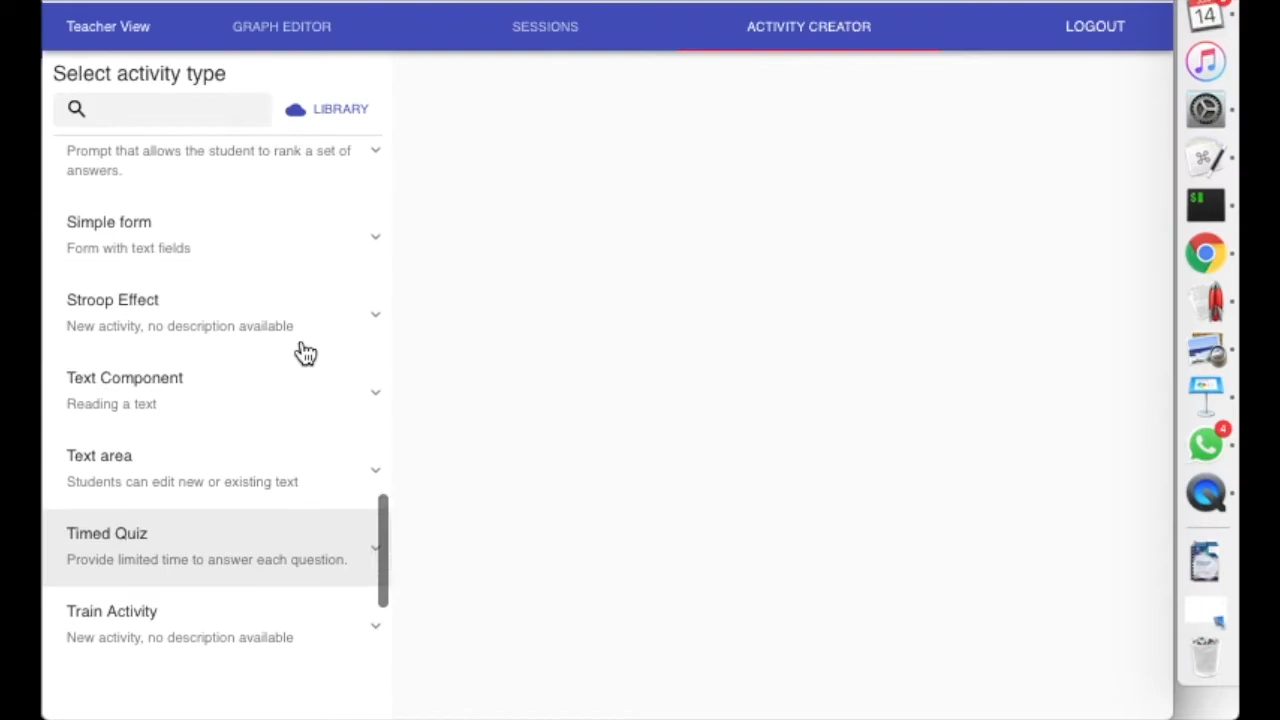 Teacher View GRAPH EDITOR SESSIONS ACTIVITY CREATOR LOGOUT
Select activity type
LIBRARY
Prompt that allows the student to rank a set of
answers.
Simple form
Form with text fields
Stroop Effect
New activity, no description available
Text Component
Reading a text
Text area
Students can edit new or existing text
Timed Quiz
Provide limited time to answer each question.
Train Activity
New activity, no description available
14
4